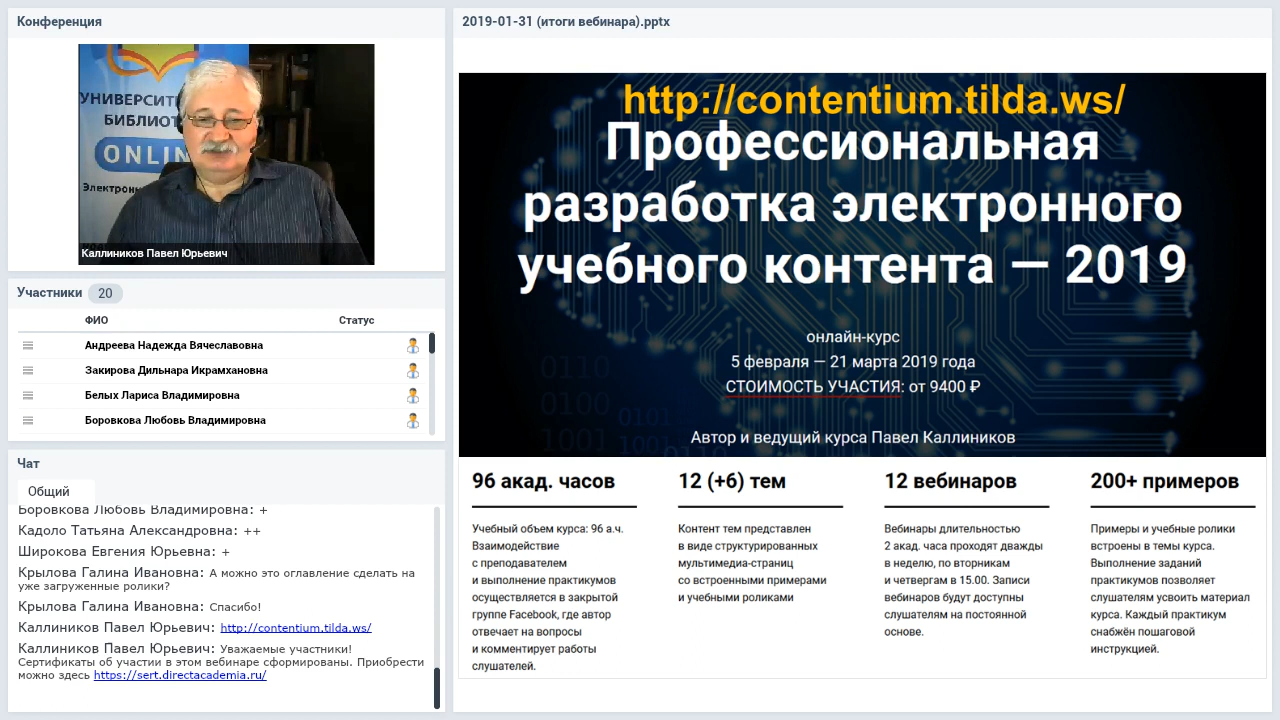 Конференция
УНИВЕРСИТ
БИБЛИОТ
ONLIN
Электронн
Каллиников Павел Юрьевич
Участники 20
ФИО Статус
Андреева Надежда Вячеславовна
Закирова Дильнара Икрамхановна
Белых Лариса Владимировна
Боровкова Любовь Владимировна
Чат
Общий
Боровкова Любовь Владимировна: +
Кадоло Татьяна Александровна: ++
Широкова Евгения Юрьевна: +
Крылова Галина Ивановна: А можно это оглавление сделать на
уже загруженные ролики?
Крылова Галина Ивановна: Спасибо!
Каллиников Павел Юрьевич: http://contentium.tilda.ws/
Каллиников Павел Юрьевич: Уважаемые участники!
Сертификаты об участии в этом вебинаре сформированы. Приобрести
можно здесь https://sert.directacademia.ru/
2019-01-31 (итоги вебинара).pptx
http://contentium.tilda.ws/
Профессиональная
разработка электронного
учебного контента — 2019
онлайн-курс
5 февраля — 21 марта 2019 года
СТОИМОСТЬ УЧАСТИЯ: от 9400 ₽
Автор и ведущий курса Павел Каллиников
0110
0100
1001
0101
96 акад. часов
Учебный объем курса: 96 а.ч.
Взаимодействие
с преподавателем
и выполнение практикумов
осуществляется в закрытой
группе Facebook, где автор
отвечает на вопросы
и комментирует работы
слушателей.
12 (+6) тем
Контент тем представлен
в виде структурированных
мультимедиа-страниц
со встроенными примерами
и учебными роликами
12 вебинаров
Вебинары длительностью
2 акад. часа проходят дважды
в неделю, по вторникам
и четвергам в 15.00. Записи
вебинаров будут доступны
слушателям на постоянной
основе.
200+ примеров
Примеры и учебные ролики
встроены в темы курса.
Выполнение заданий
практикумов позволяет
слушателям усвоить материал
курса. Каждый практикум
снабжён пошаговой
инструкцией.